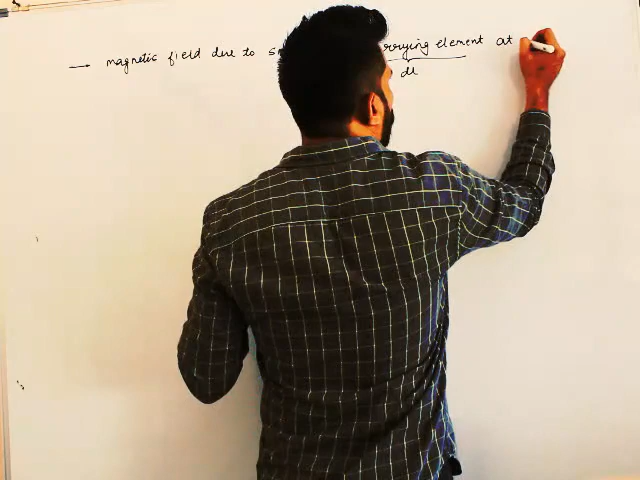 → magnetic field due to s rrying element at
dl